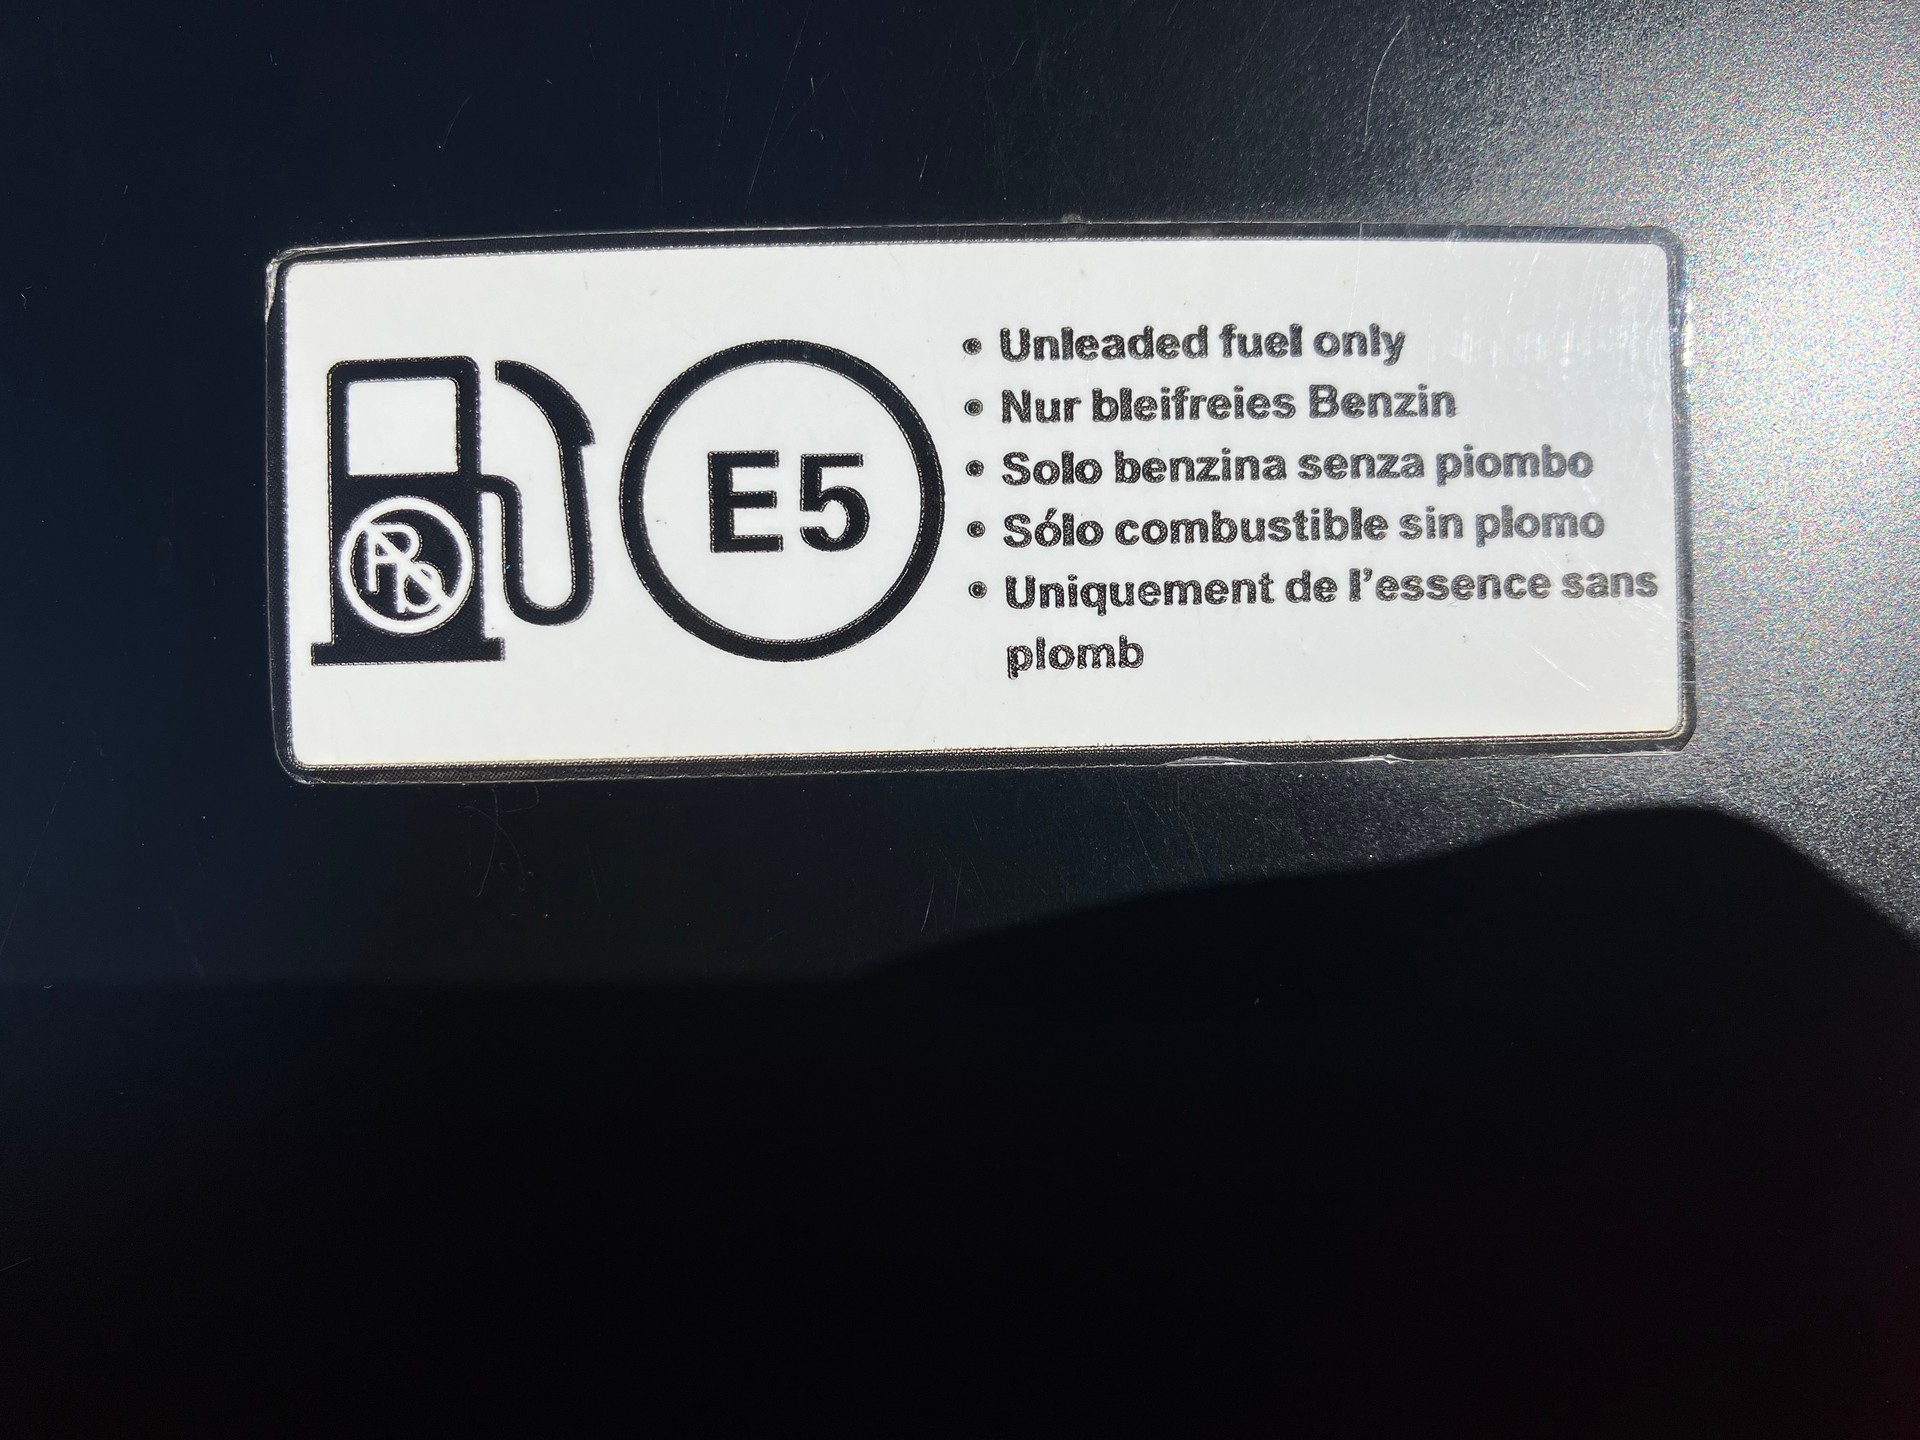 Pb
E5
• Unleaded fuel only
• Nur bleifreies Benzin
• Solo benzina senza piombo
• Sólo combustible sin plomo
• Uniquement de l’essence sans
plomb